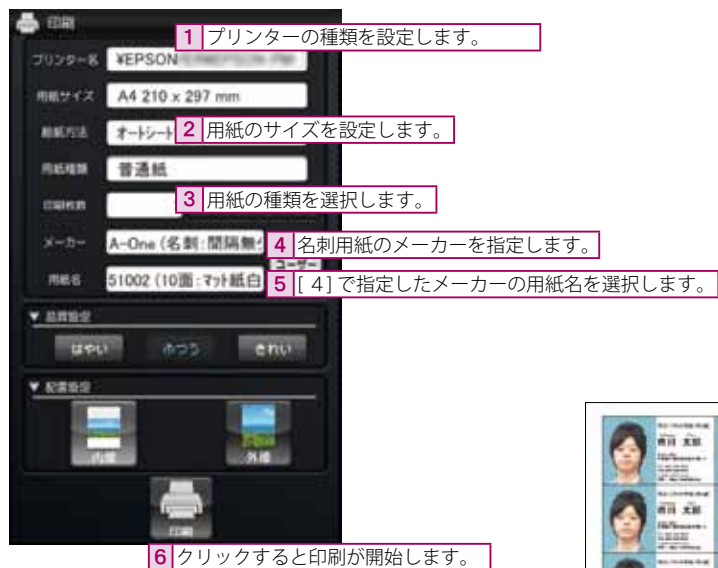 印刷
1 プリンターの種類を設定します。
プリンター名 ¥EPSON
用紙サイズ A4 210 x 297 mm
給紙方法 オートシート
2 用紙のサイズを設定します。
用紙種類 普通紙
3 用紙の種類を選択します。
印刷枚数
メーカー A-One (名刺:間隔無
4 名刺用紙のメーカーを指定します。
ユーザー
用紙名 51002 (10面:マット紙白
5 [ 4] で指定したメーカーの用紙名を選択します。
▼ 品質設定
はやい ふつう きれい
▼ 配置設定
内接 外接
印刷
6 クリックすると印刷が開始します。